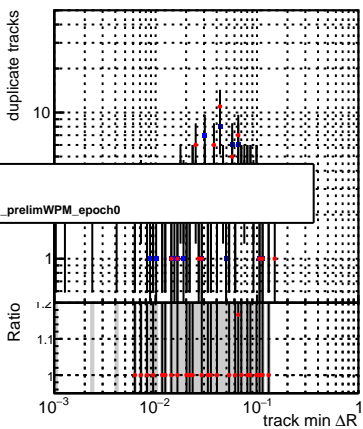 duplicate tracks
10
_prelimWPM_epoch0
1
Ratio
1.2
1.1
1
10−3
10−2
10−1
1
track min ΔR